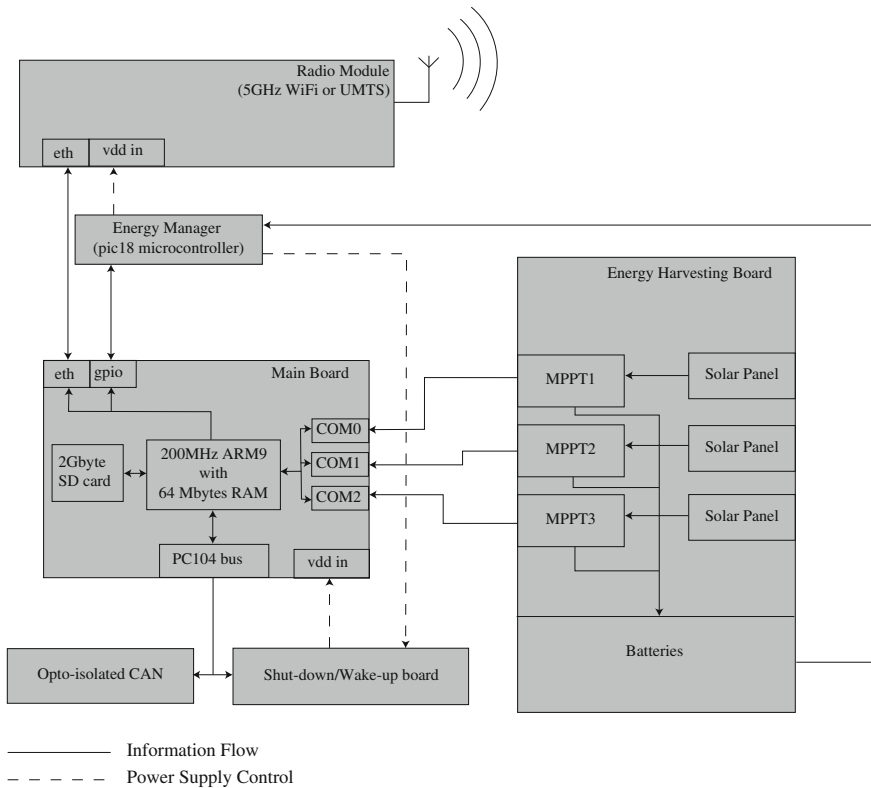 Radio Module
(5GHz WiFi or UMTS)
eth
vdd in
Energy Manager
(pic18 microcontroller)
Energy Harvesting Board
eth
gpio
Main Board
MPPT1
Solar Panel
COM0
2Gbyte
SD card
200MHz ARM9
with
64 Mbytes RAM
COM1
MPPT2
Solar Panel
COM2
MPPT3
Solar Panel
PC104 bus
vdd in
Opto-isolated CAN
Shut-down/Wake-up board
Batteries
Information Flow
Power Supply Control